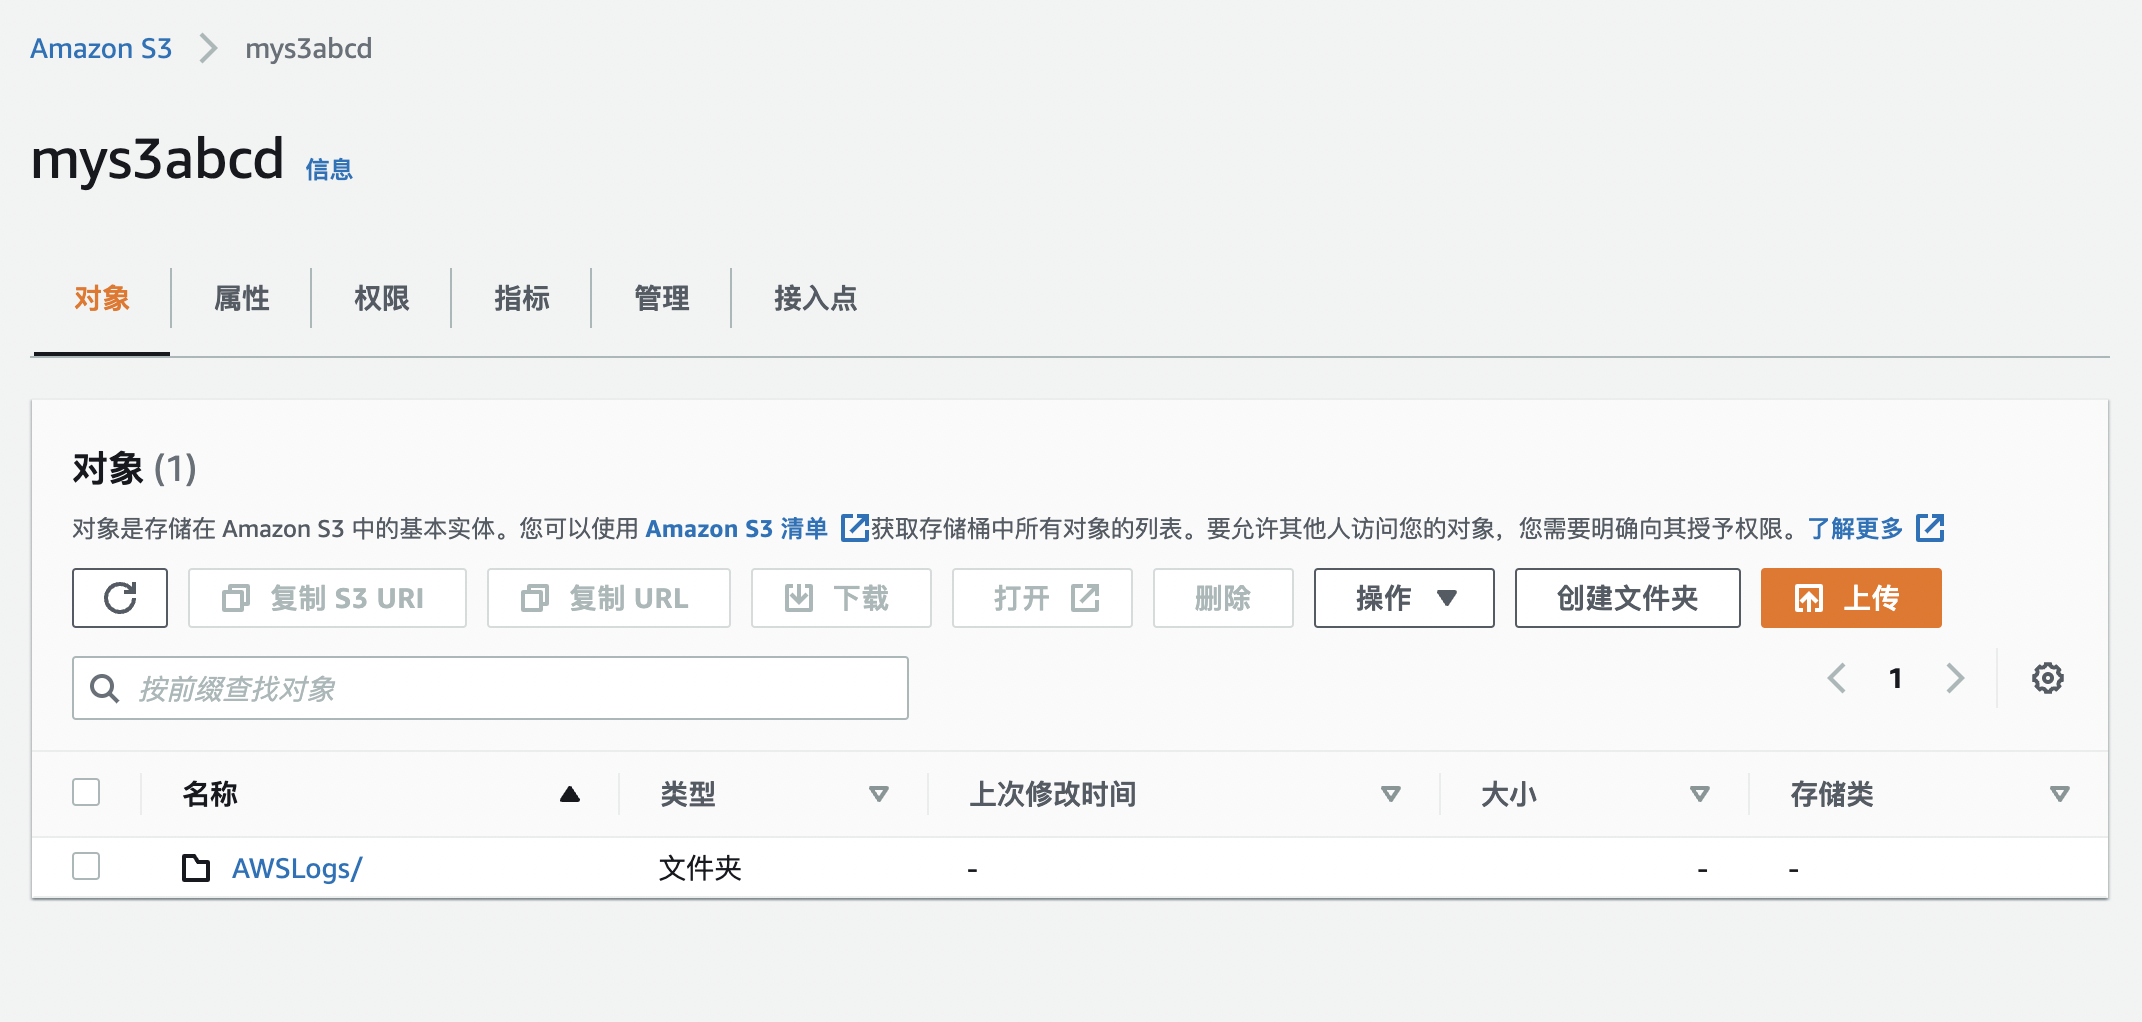 Amazon S3 mys3abcd
mys3abcd 信息
对象 属性 权限 指标 管理 接入点
对象 (1)
对象是存储在 Amazon S3 中的基本实体。您可以使用 Amazon S3 清单 获取存储桶中所有对象的列表。要允许其他人访问您的对象，您需要明确向其授予权限。了解更多
复制 S3 URI 复制 URL 下载 打开 删除 操作 创建文件夹 上传
按前缀查找对象 1
名称 类型 上次修改时间 大小 存储类
AWSLogs/ 文件夹 - - -